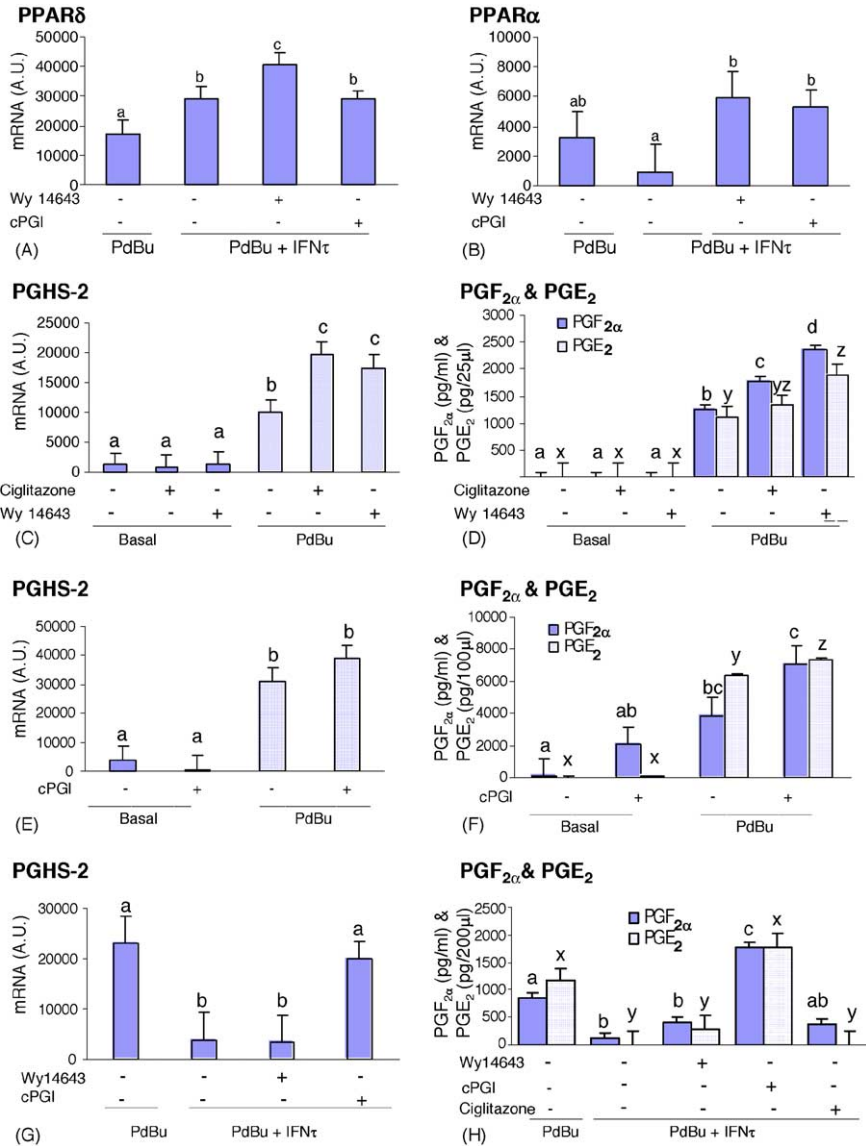 PPARδ
50000
40000
30000
20000
10000
0
mRNA (A.U.)
a
b
c
b
Wy 14643 - - + -
cPGI - - - +
PdBu PdBu + IFNτ
(A)
PPARα
10000
8000
6000
4000
2000
0
mRNA (A.U.)
ab
a
b
b
- - + -
- - - +
PdBu PdBu + IFNτ
(B)
PGHS-2
25000
20000
15000
10000
5000
0
mRNA (A.U.)
a
a
a
b
c
c
Ciglitazone - + - - + -
Wy 14643 - - + - - +
Basal PdBu
(C)
PGF2α & PGE2
3000
2500
2000
1500
1000
500
PGF2α (pg/ml) &
PGE2 (pg/25µl)
PGF2α
PGE2
a x a x a x b y c yz d z
- + - - + -
- - + - - +
Basal PdBu
(D)
PGHS-2
50000
40000
30000
20000
10000
0
mRNA (A.U.)
a
a
b
b
cPGI - + - +
Basal PdBu
(E)
PGF2α & PGE2
10000
8000
6000
4000
2000
0
PGF2α (pg/ml) &
PGE2 (pg/100µl)
PGF2α
PGE2
a x ab x bc y c z
cPGI - + - +
Basal PdBu
(F)
PGHS-2
30000
20000
10000
0
mRNA (A.U.)
a
b
b
a
Wy14643 - - + -
cPGI - - - +
PdBu PdBu + IFNτ
(G)
PGF2α & PGE2
2500
2000
1500
1000
500
0
PGF2α (pg/ml) &
PGE2 (pg/200µl)
PGF2α
PGE2
a x b y b y c x ab y
Wy14643 - - + - -
cPGI - - - + -
Ciglitazone - - - - +
PdBu PdBu + IFNτ
(H)